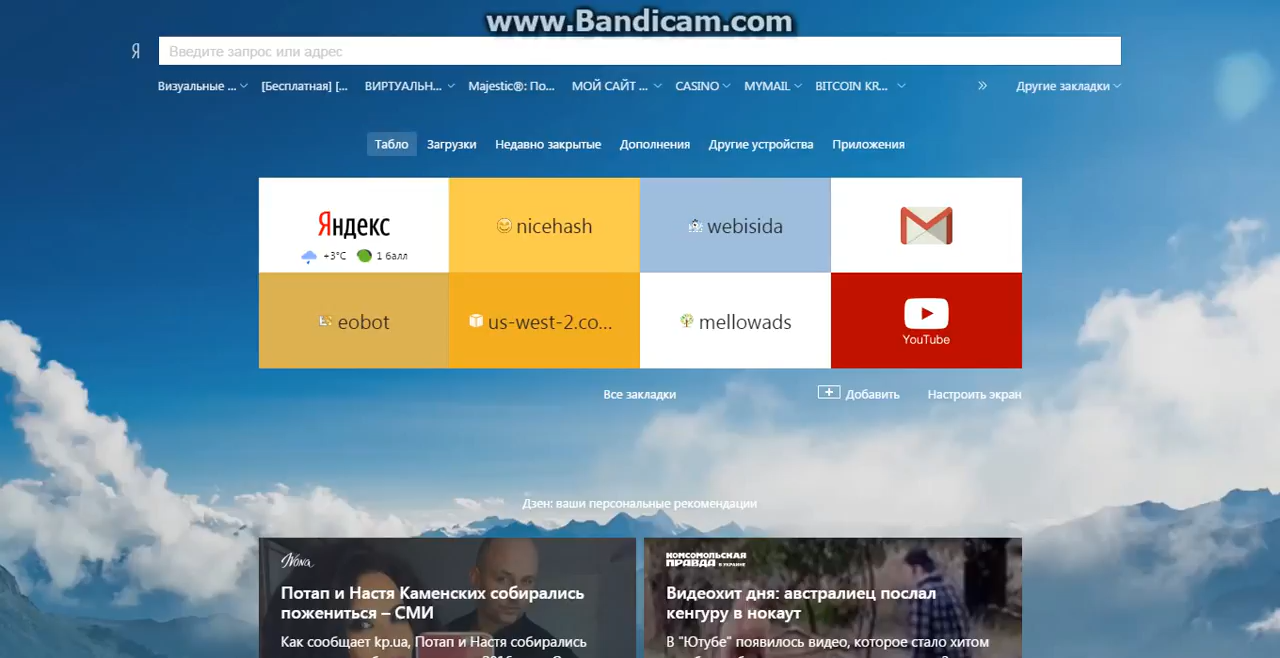 www.Bandicam.com
Я Введите запрос или адрес
Визуальные ... [Бесплатная] [... ВИРТУАЛЬН... Majestic®: По... МОЙ САЙТ ... CASINO MYMAIL BITCOIN KR... » Другие закладки
Табло Загрузки Недавно закрытые Дополнения Другие устройства Приложения
Яндекс nicehash webisida
+3°C 1 балл
eobot us-west-2.co... mellowads YouTube
Все закладки Добавить Настроить экран
Дзен: ваши персональные рекомендации
Ивона
Потап и Настя Каменских собирались
пожениться – СМИ
Как сообщает kp.ua, Потап и Настя собирались
КОМСОМОЛЬСКАЯ
ПРАВДА В УКРАИНЕ
Видеохит дня: австралиец послал
кенгуру в нокаут
В "Ютубе" появилось видео, которое стало хитом